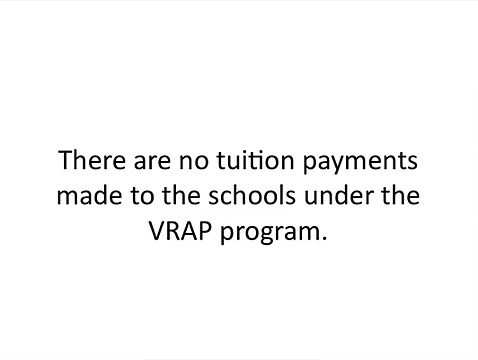 There are no tuition payments
made to the schools under the
VRAP program.